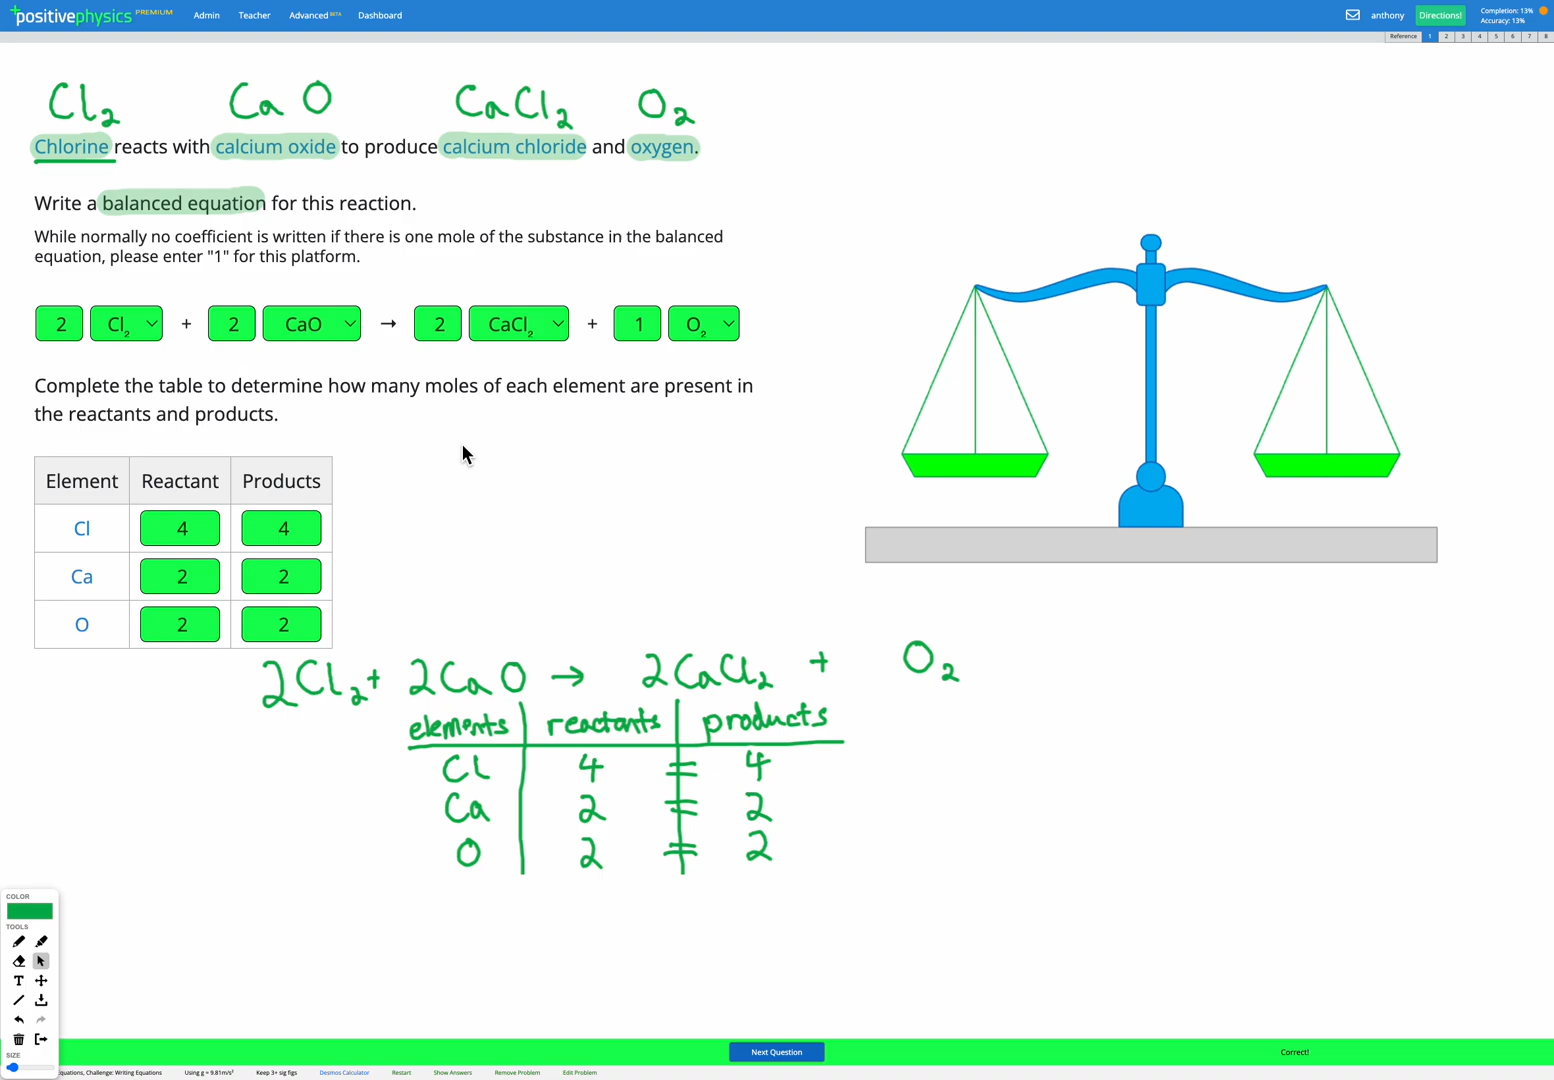 +positivephysics PREMIUM Admin Teacher Advanced BETA Dashboard anthony Directions! Completion: 13%
Accuracy: 13%
Reference 1 2 3 4 5 6 7 8
Cl₂ CaO CaCl₂ O₂
Chlorine reacts with calcium oxide to produce calcium chloride and oxygen.
Write a balanced equation for this reaction.
While normally no coefficient is written if there is one mole of the substance in the balanced
equation, please enter "1" for this platform.
2 Cl₂ + 2 CaO → 2 CaCl₂ + 1 O₂
Complete the table to determine how many moles of each element are present in
the reactants and products.
Element Reactant Products
Cl 4 4
Ca 2 2
O 2 2
2Cl₂ + 2CaO → 2CaCl₂ + O₂
elements reactants products
Cl 4 = 4
Ca 2 = 2
O 2 = 2
COLOR
TOOLS
T
SIZE
Next Question Correct!
equations, Challenge: Writing Equations Using g = 9.81m/s² Keep 3+ sig figs Desmos Calculator Restart Show Answers Remove Problem Edit Problem